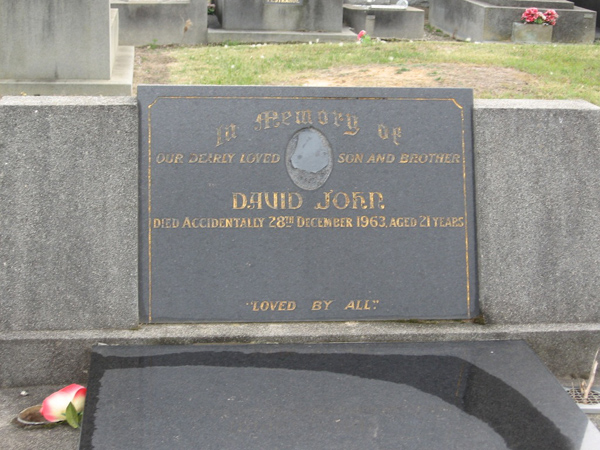 In Memory of
OUR DEARLY LOVED SON AND BROTHER
DAVID JOHN
DIED ACCIDENTALLY 28TH DECEMBER 1963, AGED 21 YEARS
"LOVED BY ALL"